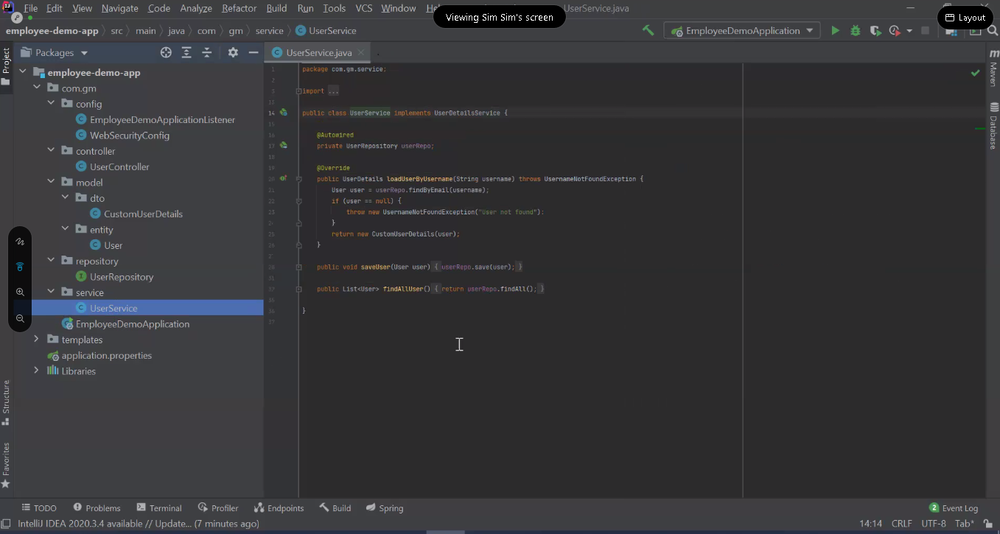 File Edit View Navigate Code Analyze Refactor Build Run Tools VCS Window UserService.java
Viewing Sim Sim's screen
Layout
employee-demo-app src main java com gm service UserService
EmployeeDemoApplication
Project
Packages
UserService.java
Maven
Database
employee-demo-app
com.gm
config
EmployeeDemoApplicationListener
WebSecurityConfig
controller
UserController
model
dto
CustomUserDetails
entity
User
repository
UserRepository
service
UserService
EmployeeDemoApplication
templates
application.properties
Libraries
Structure
Favorites
package com.gm.service;
import ...
public class UserService implements UserDetailsService {
@Autowired
private UserRepository userRepo;
@Override
public UserDetails loadUserByUsername(String username) throws UsernameNotFoundException {
User user = userRepo.findByEmail(username);
if (user == null) {
throw new UsernameNotFoundException("User not found");
}
return new CustomUserDetails(user);
}
public void saveUser(User user) { userRepo.save(user); }
public List<User> findAllUser() { return userRepo.findAll(); }
}
TODO Problems Terminal Profiler Endpoints Build Spring 2 Event Log
IntelliJ IDEA 2020.3.4 available // Update... (7 minutes ago) 14:14 CRLF UTF-8 Tab*